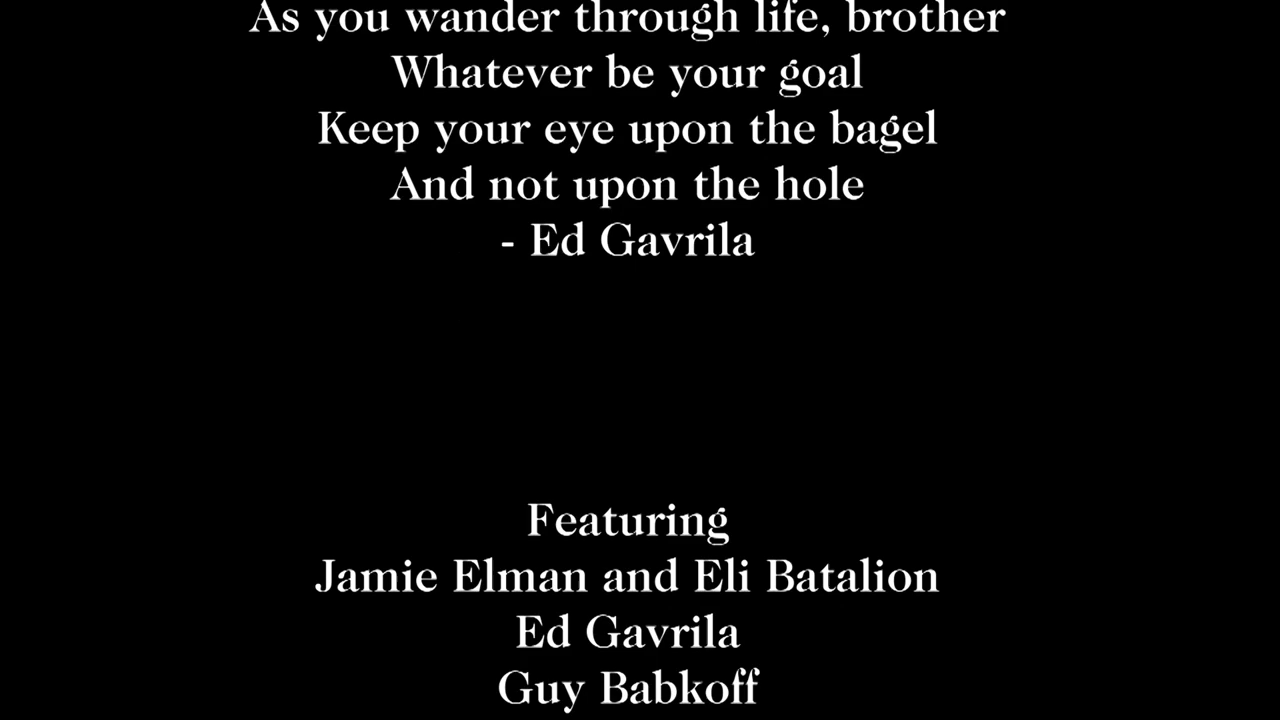 As you wander through life, brother
Whatever be your goal
Keep your eye upon the bagel
And not upon the hole
- Ed Gavrila
Featuring
Jamie Elman and Eli Batalion
Ed Gavrila
Guy Babkoff